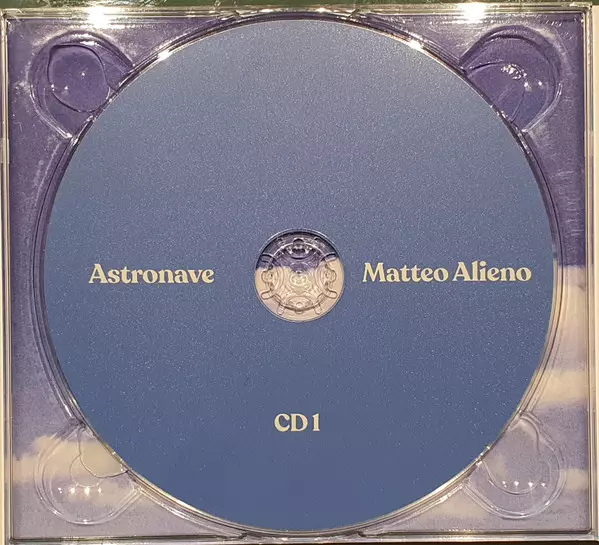 Astronave
Matteo Alieno
CD 1